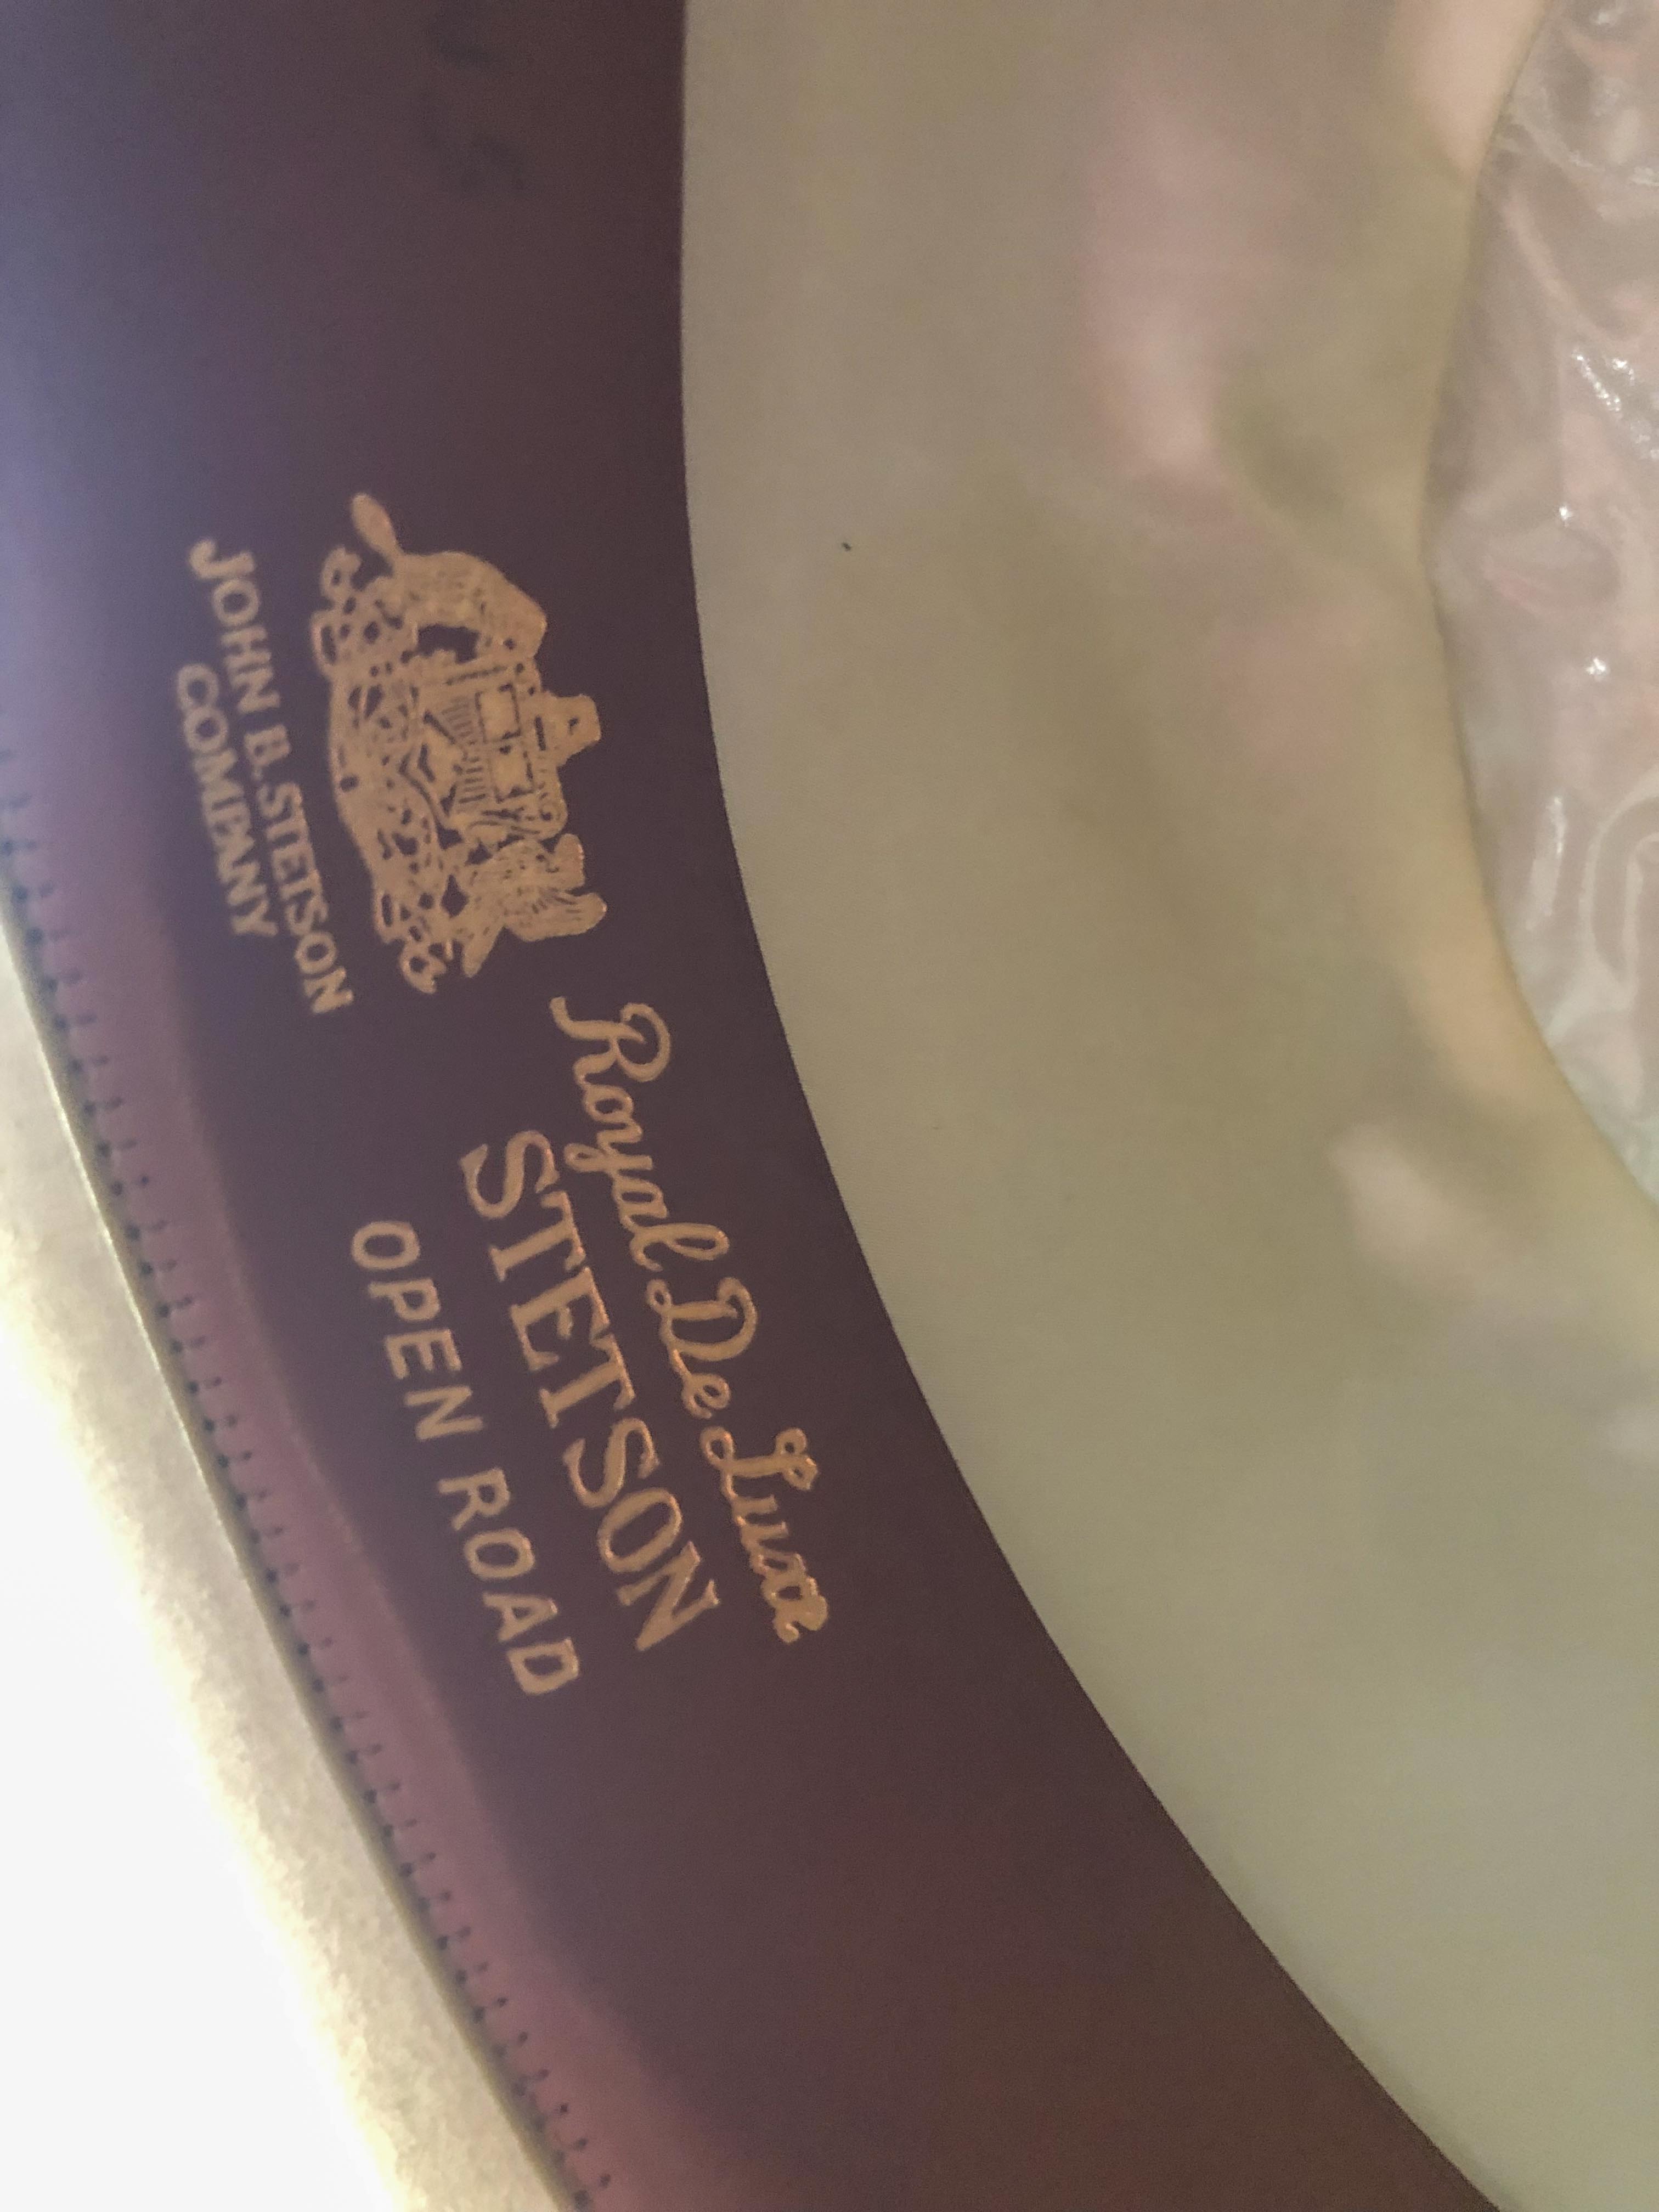 Royal De Luxe
STETSON
OPEN ROAD
JOHN B. STETSON
COMPANY